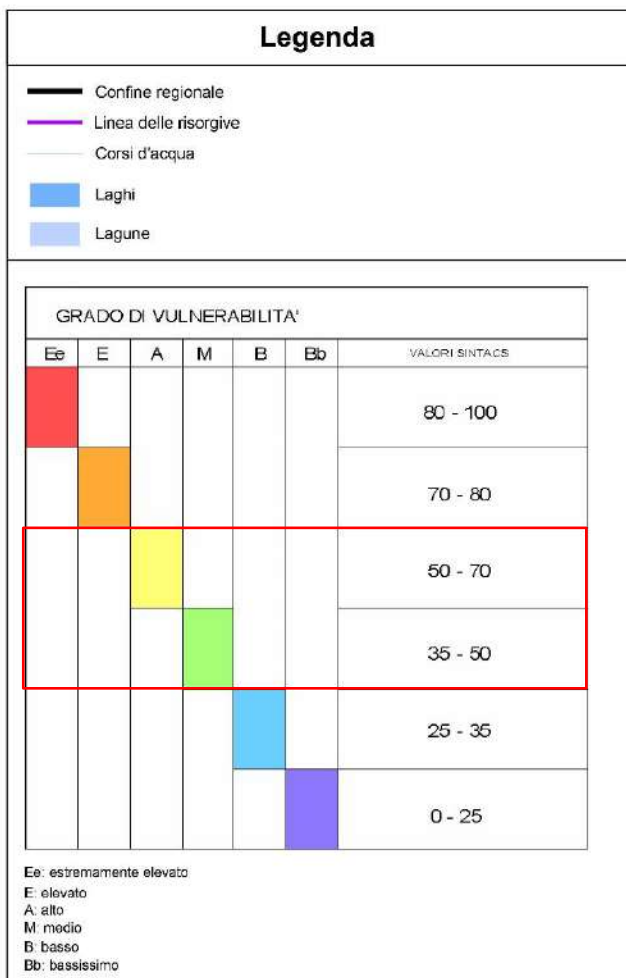 Legenda
Confine regionale
Linea delle risorgive
Corsi d'acqua
Laghi
Lagune
GRADO DI VULNERABILITA'
Ee E A M B Bb VALORI SINTACS
80 - 100
70 - 80
50 - 70
35 - 50
25 - 35
0 - 25
Ee: estremamente elevato
E: elevato
A: alto
M: medio
B: basso
Bb: bassissimo